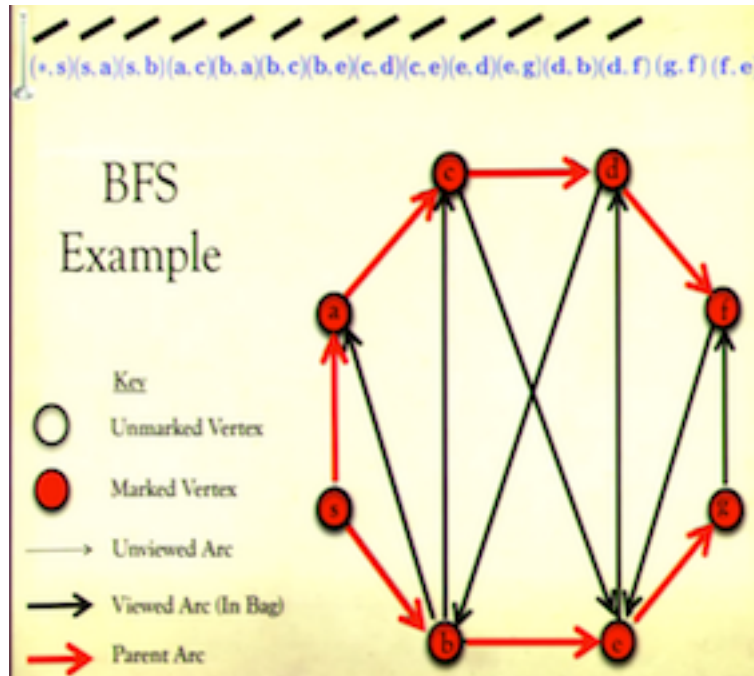 (*, s)(s, a)(s, b)(a, c)(b, a)(b, c)(b, e)(c, d)(c, e)(e, d)(e, g)(d, b)(d, f)(g, f)(f, e
BFS
Example
c
d
a
f
Key
Unmarked Vertex
Marked Vertex
s
g
Unviewed Arc
Viewed Arc (In Bag)
b
e
Parent Arc